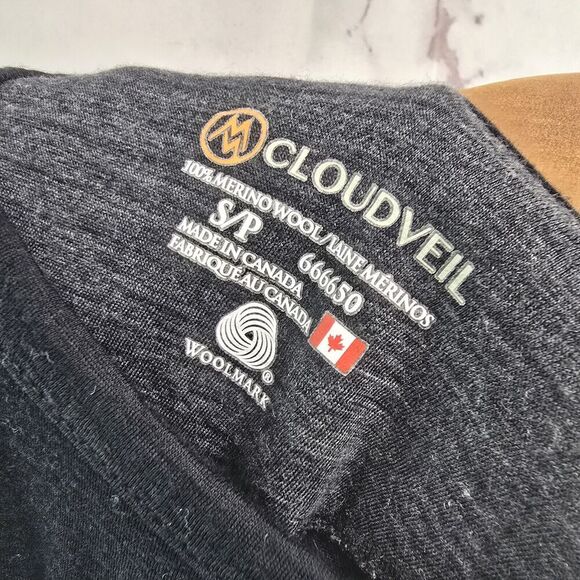 CLOUDVEIL
100% MERINO WOOL/LAINE MÉRINOS
S/P 666650
MADE IN CANADA
FABRIQUÉ AU CANADA
WOOLMARK®